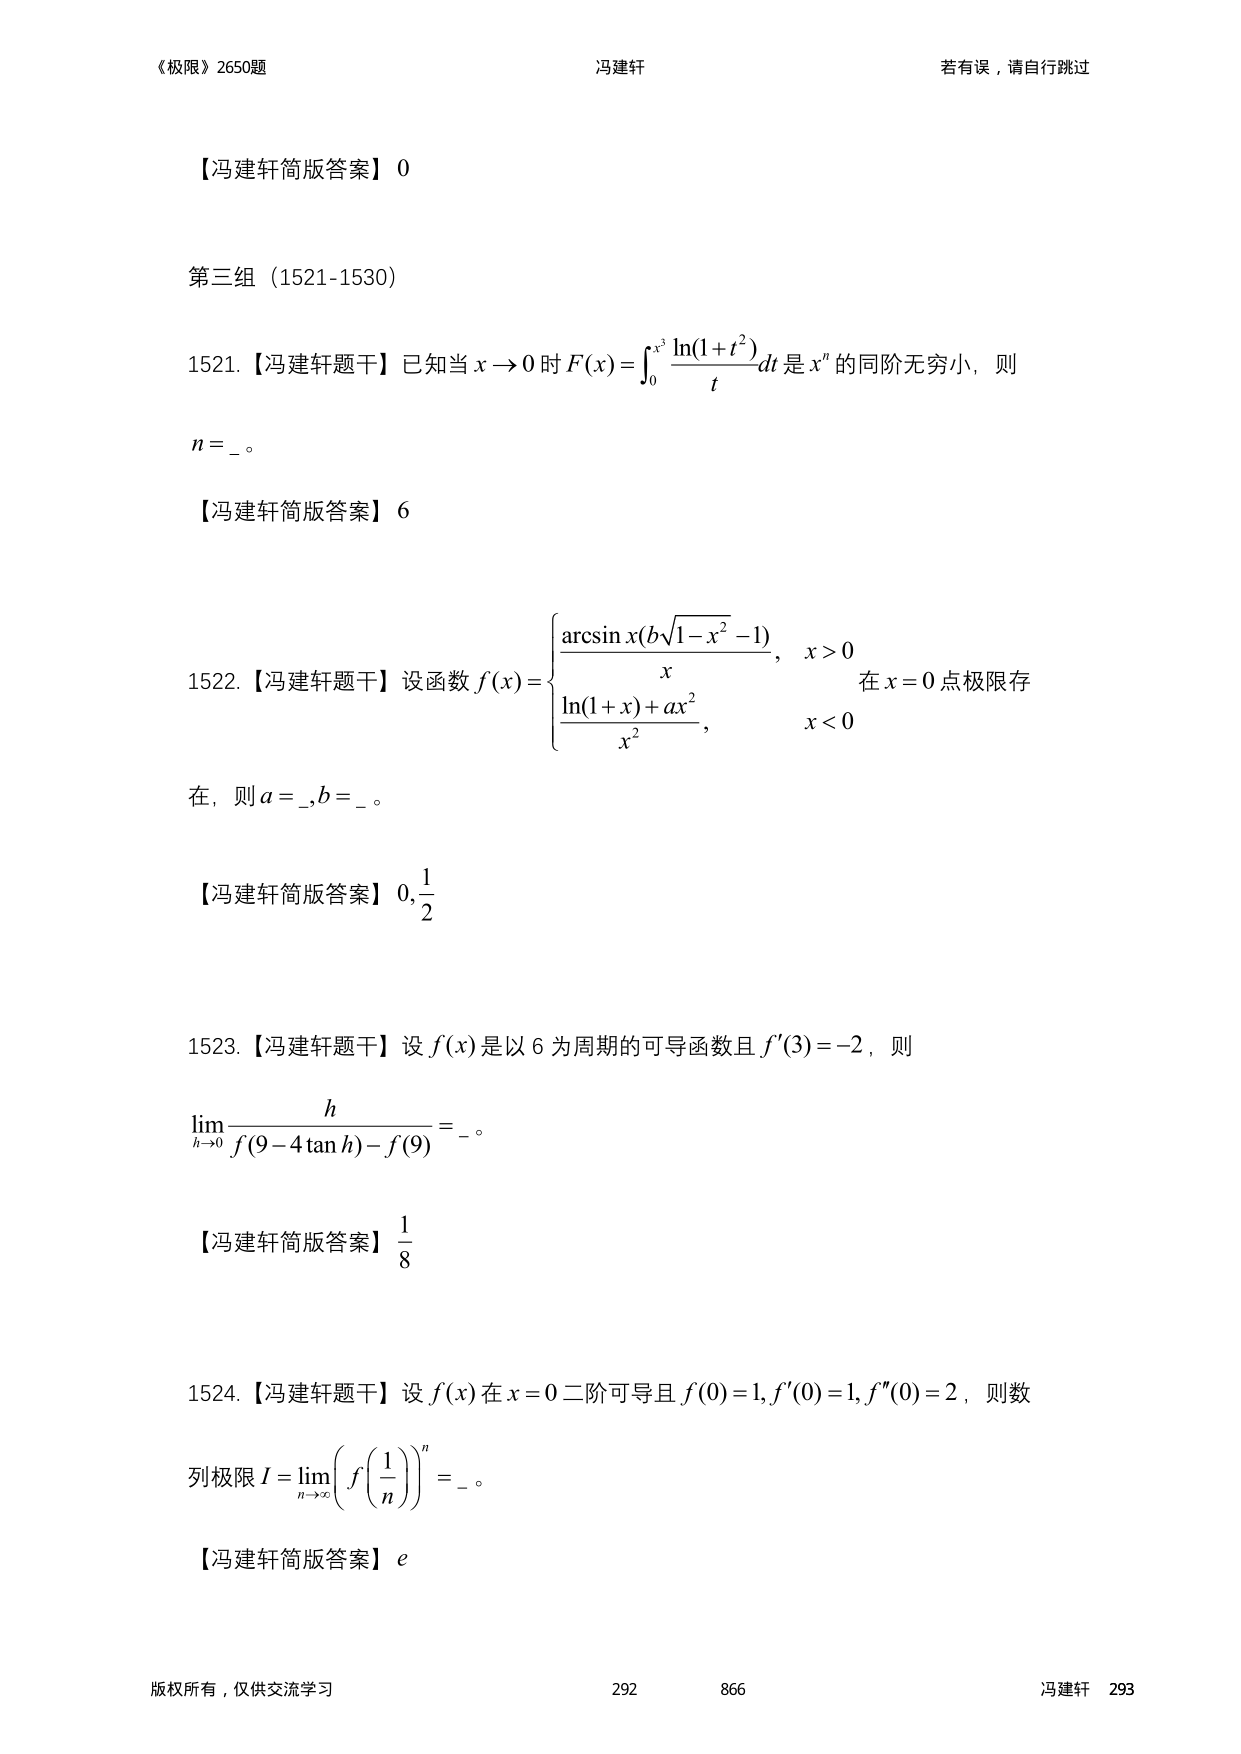 《极限》2650题 冯建轩 若有误，请自行跳过
【冯建轩简版答案】 0
第三组（1521-1530）
1521.【冯建轩题干】已知当 x → 0 时 F(x) = ∫_0^{x^3} \frac{ln(1+t^2)}{t} dt 是 x^n 的同阶无穷小，则
n = _ 。
【冯建轩简版答案】 6
1522.【冯建轩题干】设函数 f(x) = { \frac{arcsin x(b\sqrt{1-x^2} -1)}{x}, x > 0 ; \frac{ln(1+x)+ax^2}{x^2}, x < 0 在 x = 0 点极限存
在，则 a = _, b = _ 。
【冯建轩简版答案】 0, \frac{1}{2}
1523.【冯建轩题干】设 f(x) 是以 6 为周期的可导函数且 f′(3) = −2，则
\lim_{h→0} \frac{h}{f(9−4tan h)− f(9)} = _ 。
【冯建轩简版答案】 \frac{1}{8}
1524.【冯建轩题干】设 f(x) 在 x = 0 二阶可导且 f(0) = 1, f′(0) = 1, f″(0) = 2，则数
列极限 I = \lim_{n→∞} ( f ( \frac{1}{n} ) )^n = _ 。
【冯建轩简版答案】 e
版权所有，仅供交流学习 292 866 冯建轩 293